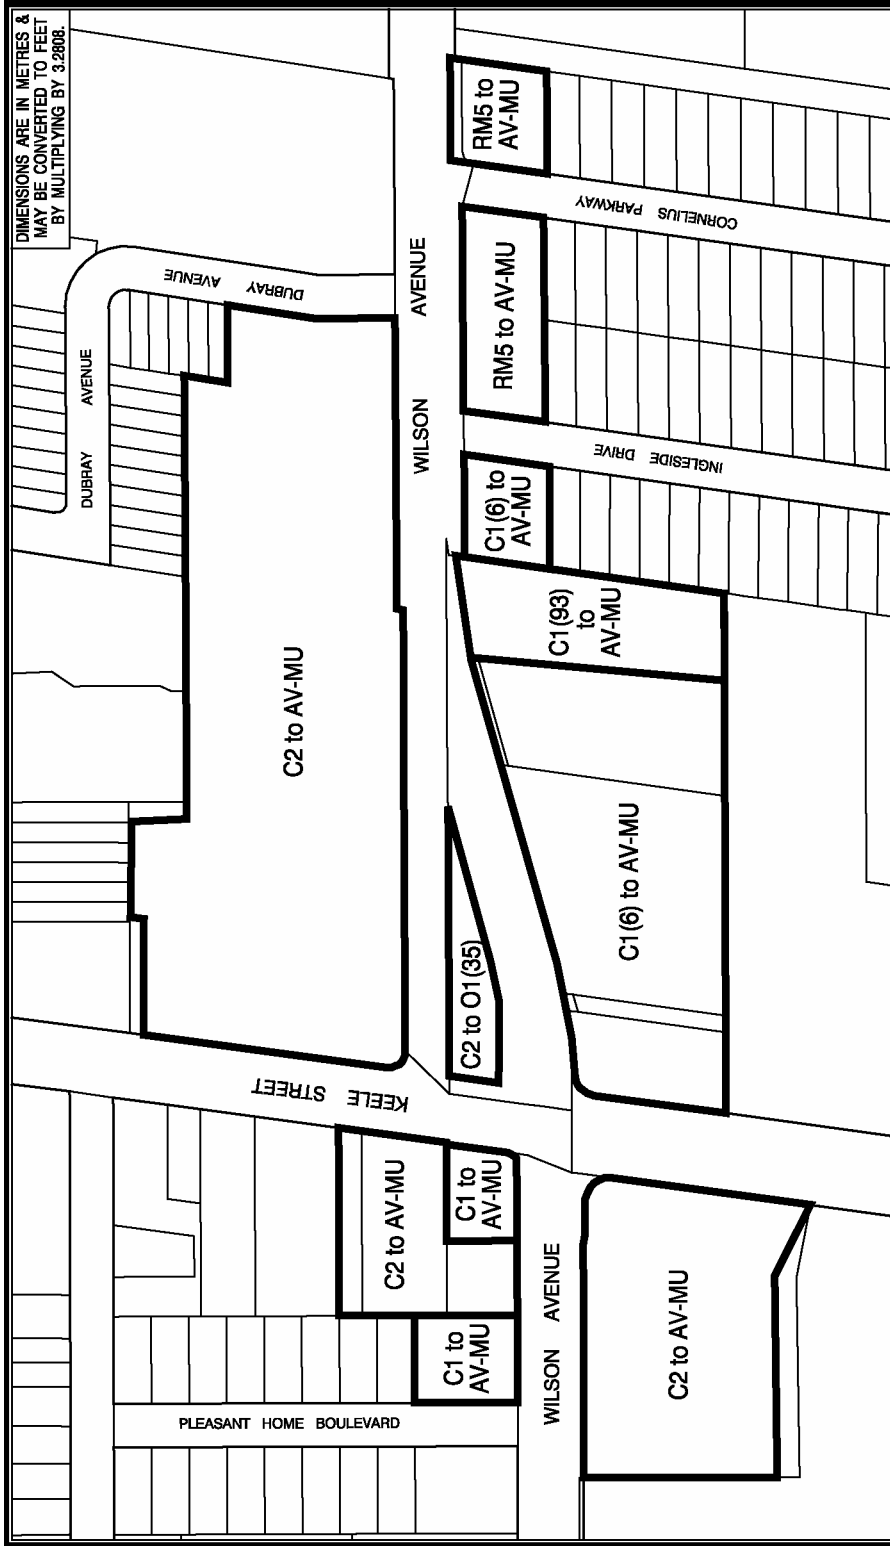 DIMENSIONS ARE IN METRES &
MAY BE CONVERTED TO FEET
BY MULTIPLYING BY 3.2808.
DUBRAY AVENUE
DUBRAY
AVENUE
C2 to AV-MU
KEELE STREET
C2 to AV-MU
C1 to
AV-MU
C1 to
AV-MU
PLEASANT HOME BOULEVARD
WILSON AVENUE
WILSON AVENUE
C2 to O1(35)
C2 to AV-MU
C1(6) to AV-MU
C1(93)
to
AV-MU
C1(6) to
AV-MU
INGLESIDE DRIVE
RM5 to AV-MU
CORNELIUS PARKWAY
RM5 to
AV-MU